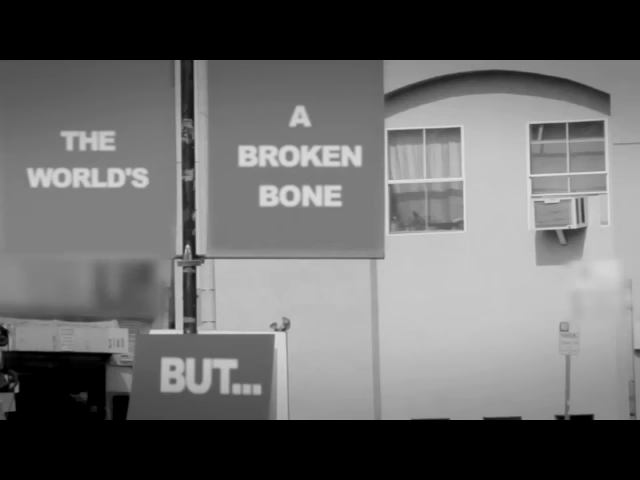 THE
WORLD'S
A
BROKEN
BONE
BUT...